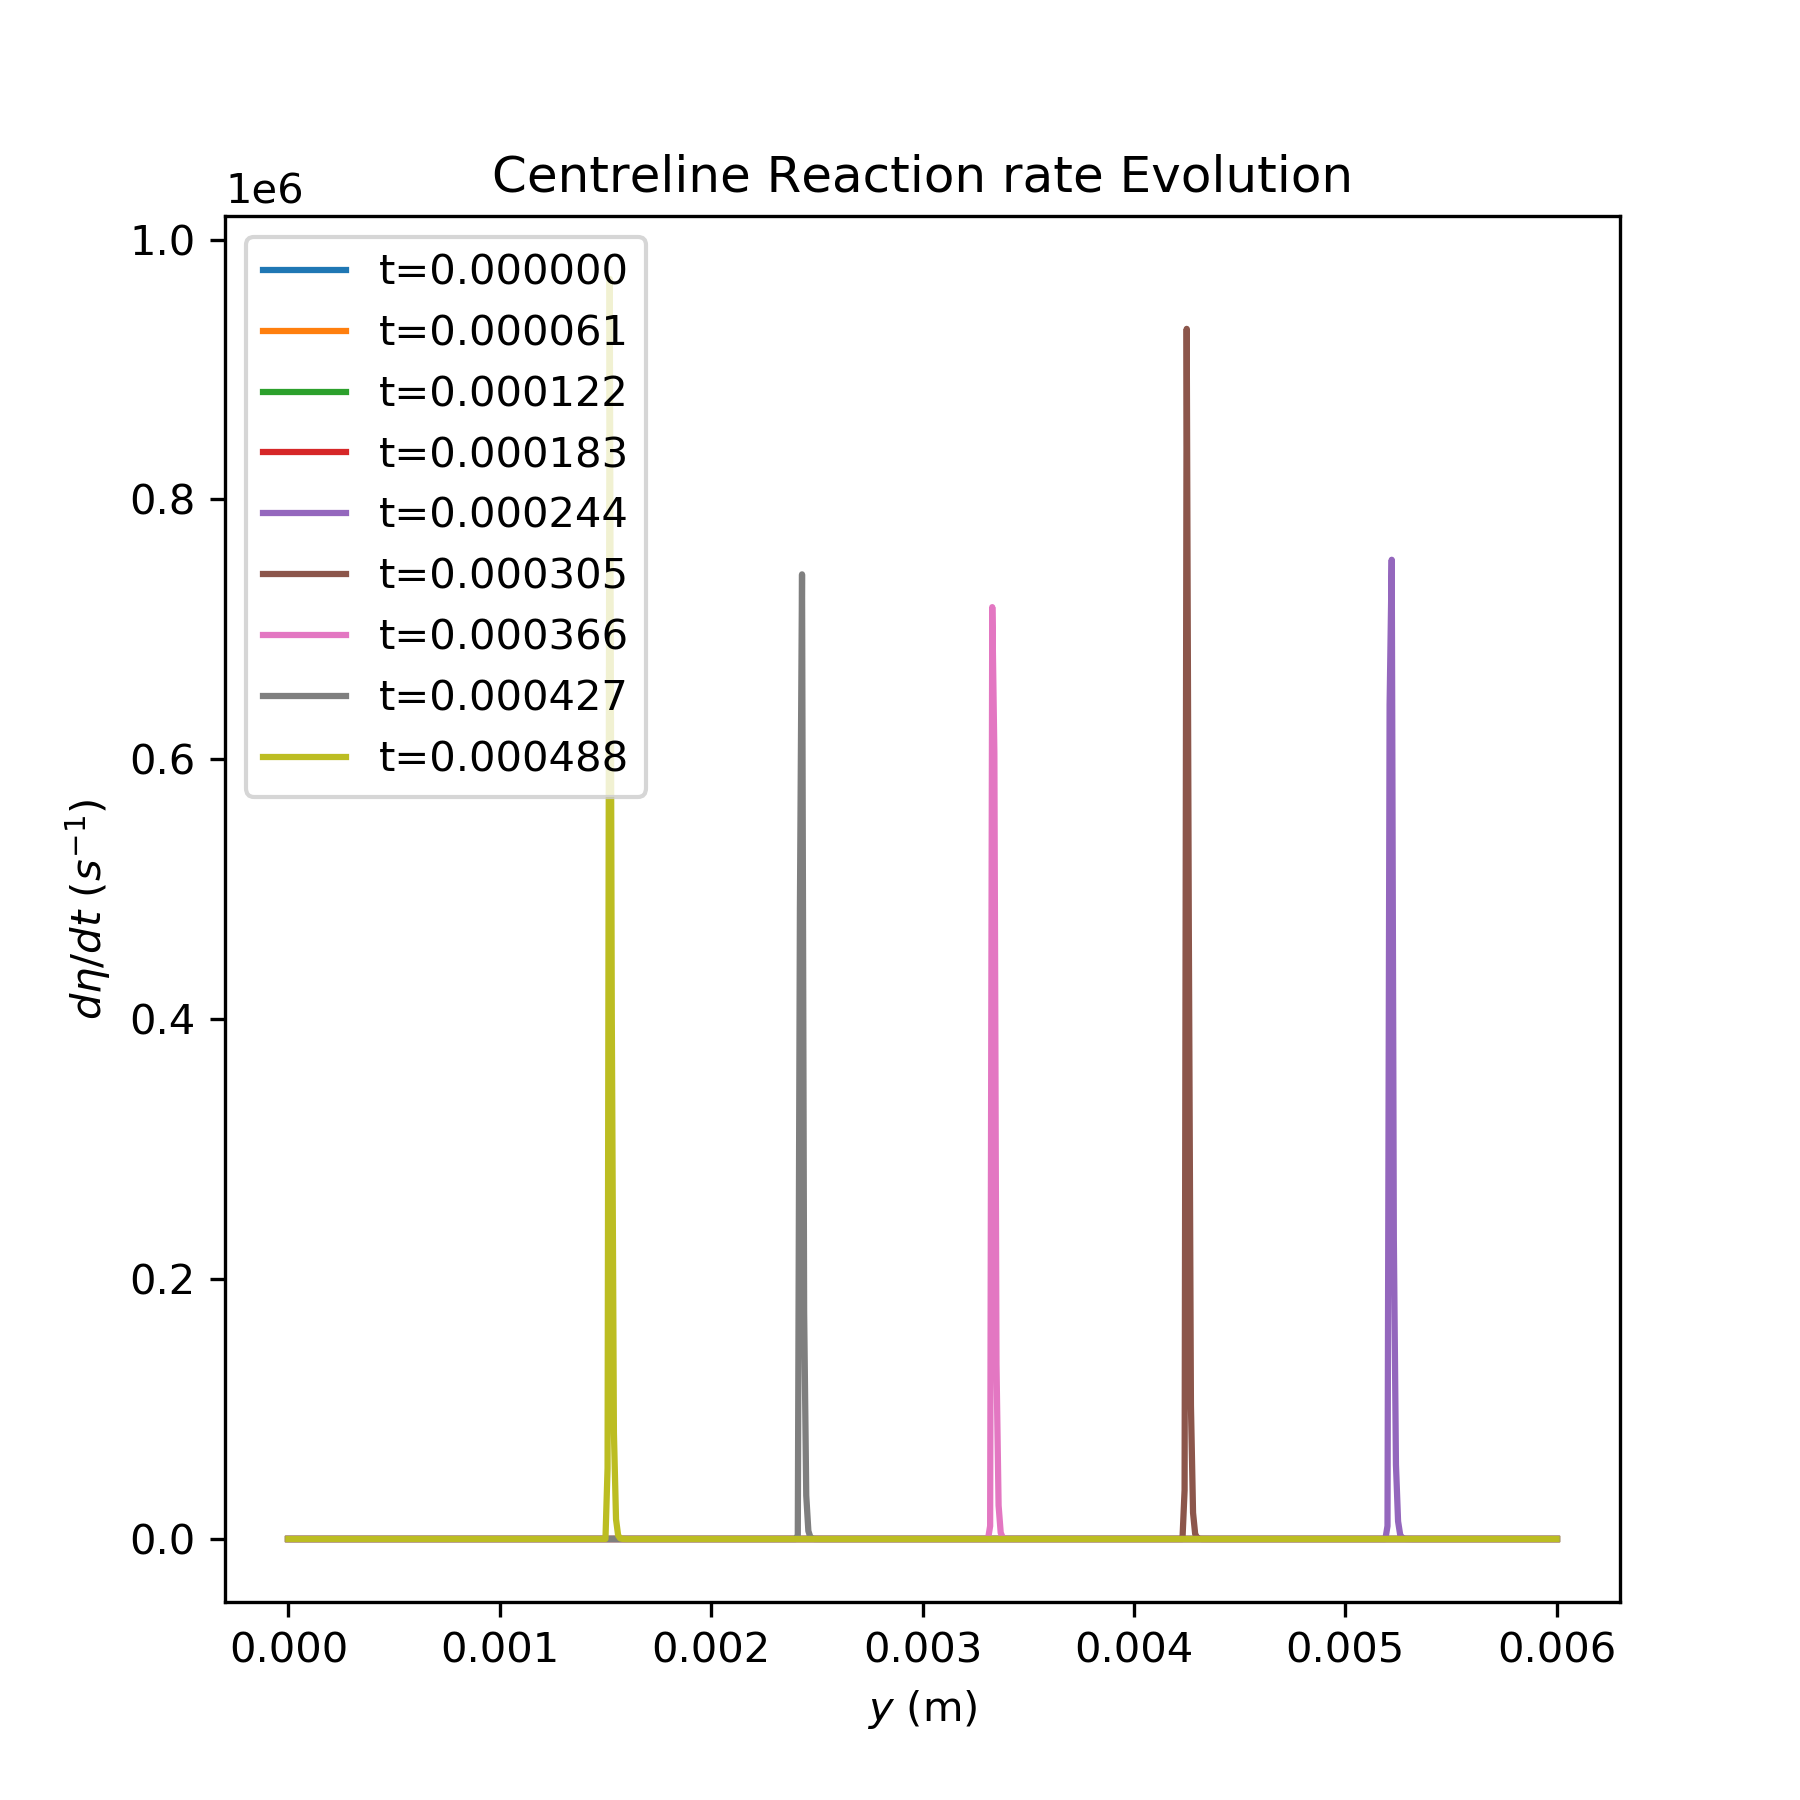 Centreline Reaction rate Evolution
1e6
1.0
0.8
0.6
0.4
0.2
0.0
dη/dt (s⁻¹)
t=0.000000
t=0.000061
t=0.000122
t=0.000183
t=0.000244
t=0.000305
t=0.000366
t=0.000427
t=0.000488
0.000 0.001 0.002 0.003 0.004 0.005 0.006
y (m)